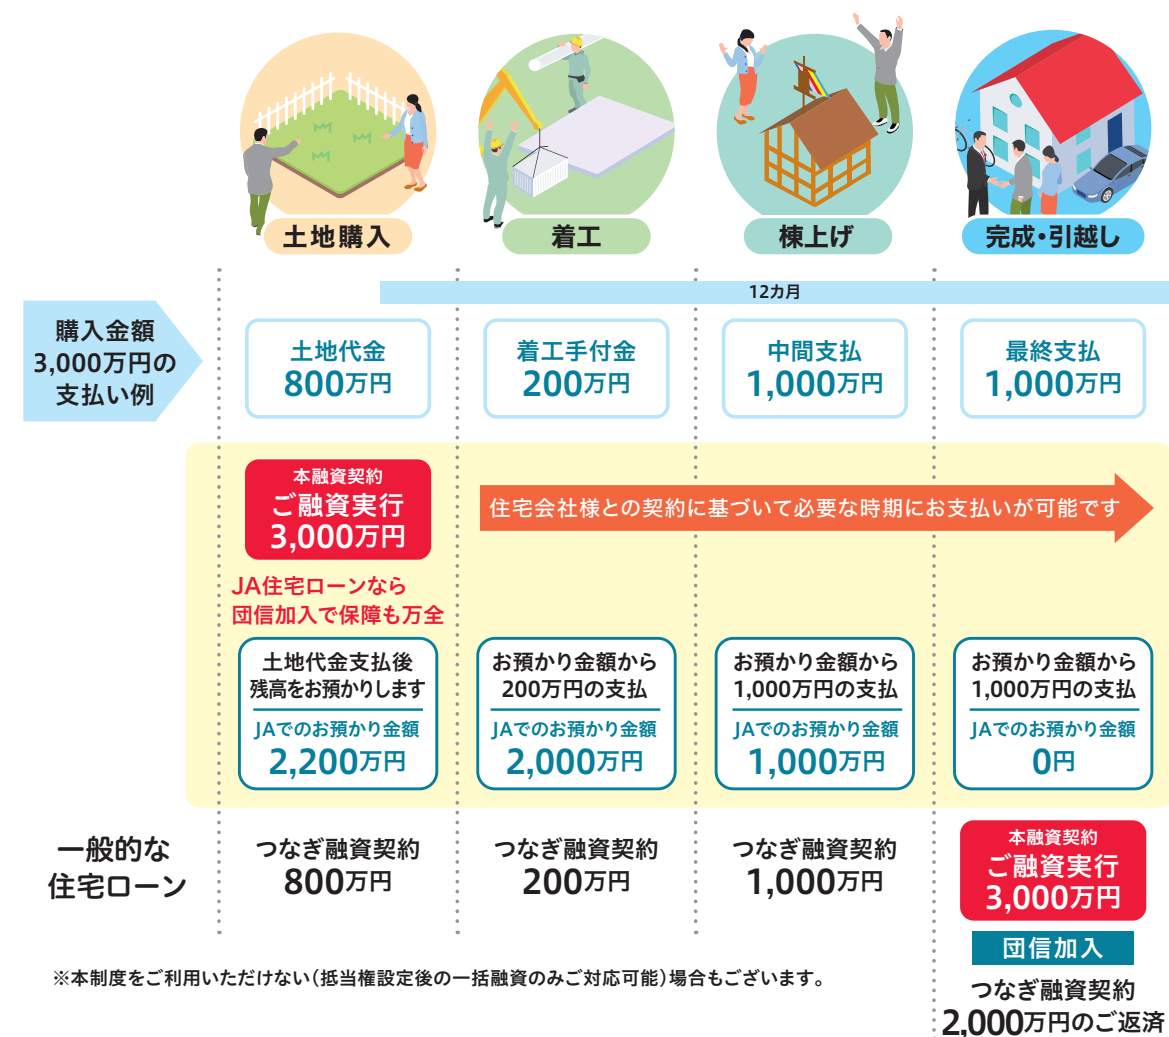 土地購入
着工
棟上げ
完成・引越し
12カ月
購入金額
3,000万円の
支払い例
土地代金
800万円
着工手付金
200万円
中間支払
1,000万円
最終支払
1,000万円
本融資契約
ご融資実行
3,000万円
住宅会社様との契約に基づいて必要な時期にお支払いが可能です
JA住宅ローンなら
団信加入で保障も万全
土地代金支払後
残高をお預かりします
JAでのお預かり金額
2,200万円
お預かり金額から
200万円の支払
JAでのお預かり金額
2,000万円
お預かり金額から
1,000万円の支払
JAでのお預かり金額
1,000万円
お預かり金額から
1,000万円の支払
JAでのお預かり金額
0円
一般的な
住宅ローン
つなぎ融資契約
800万円
つなぎ融資契約
200万円
つなぎ融資契約
1,000万円
本融資契約
ご融資実行
3,000万円
団信加入
つなぎ融資契約
2,000万円のご返済
※本制度をご利用いただけない(抵当権設定後の一括融資のみご対応可能)場合もございます。